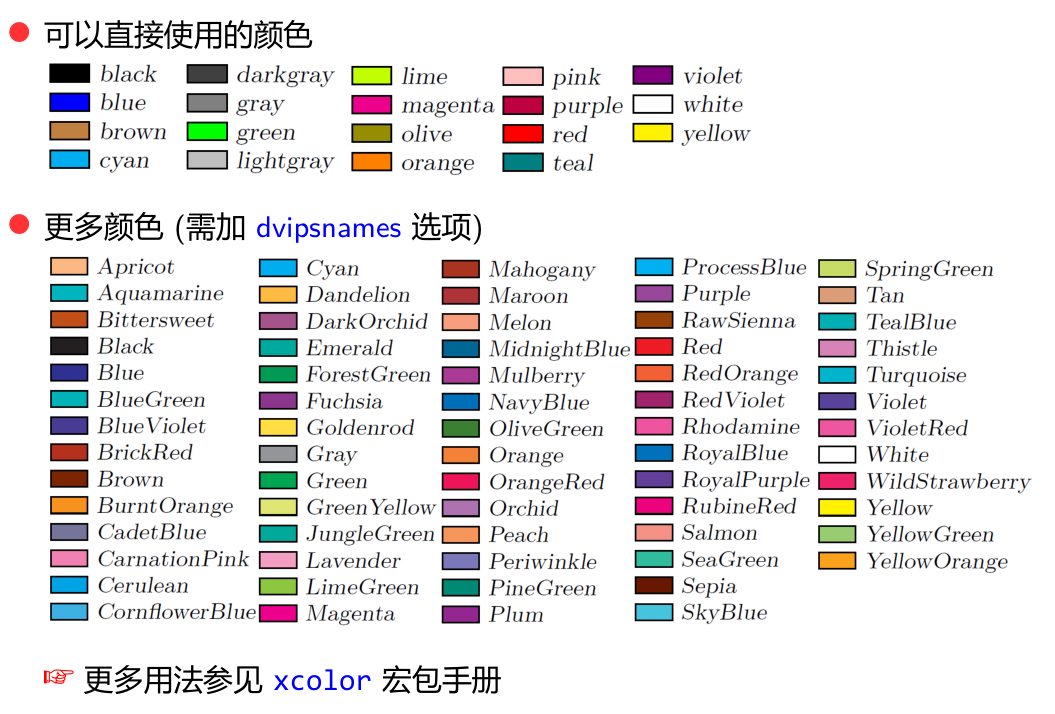 可以直接使用的颜色
black darkgray lime pink violet
blue gray magenta purple white
brown green olive red yellow
cyan lightgray orange teal
更多颜色 (需加 dvipsnames 选项)
Apricot Cyan Mahogany ProcessBlue SpringGreen
Aquamarine Dandelion Maroon Purple Tan
Bittersweet DarkOrchid Melon RawSienna TealBlue
Black Emerald MidnightBlue Red Thistle
Blue ForestGreen Mulberry RedOrange Turquoise
BlueGreen Fuchsia NavyBlue RedViolet Violet
BlueViolet Goldenrod OliveGreen Rhodamine VioletRed
BrickRed Gray Orange RoyalBlue White
Brown Green OrangeRed RoyalPurple WildStrawberry
BurntOrange GreenYellow Orchid RubineRed Yellow
CadetBlue JungleGreen Peach Salmon YellowGreen
CarnationPink Lavender Periwinkle SeaGreen YellowOrange
Cerulean LimeGreen PineGreen Sepia
CornflowerBlue Magenta Plum SkyBlue
更多用法参见 xcolor 宏包手册